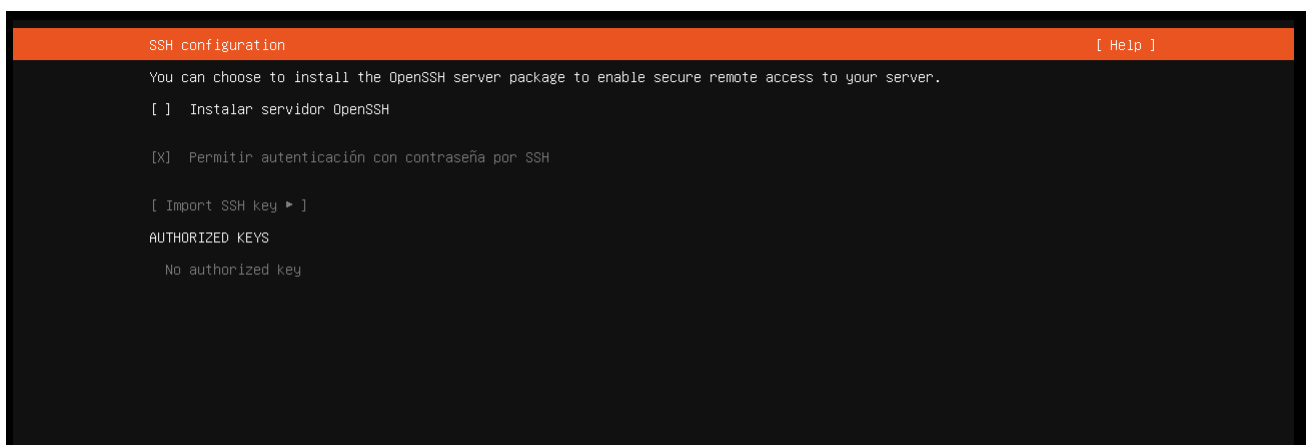 SSH configuration [ Help ]
You can choose to install the OpenSSH server package to enable secure remote access to your server.
[ ] Instalar servidor OpenSSH
[X] Permitir autenticación con contraseña por SSH
[ Import SSH key ▸ ]
AUTHORIZED KEYS
No authorized key